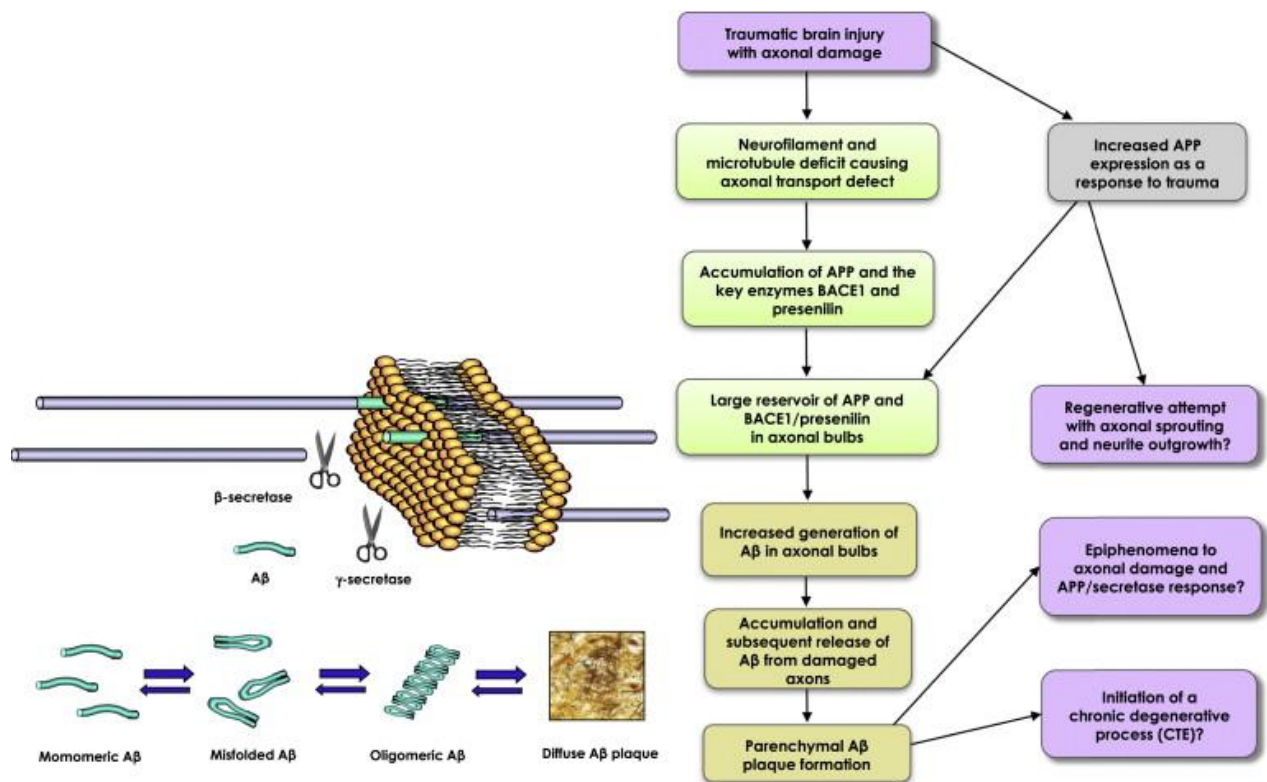 Traumatic brain injury
with axonal damage
Neurofilament and
microtubule deficit causing
axonal transport defect
Increased APP
expression as a
response to trauma
Accumulation of APP and the
key enzymes BACE1 and
presenilin
Large reservoir of APP and
BACE1/presenilin
in axonal bulbs
Regenerative attempt
with axonal sprouting
and neurite outgrowth?
β-secretase
Aβ
γ-secretase
Increased generation of
Aβ in axonal bulbs
Epiphenomena to
axonal damage and
APP/secretase response?
Accumulation and
subsequent release of
Aβ from damaged
axons
Initiation of a
chronic degenerative
process (CTE)?
Parenchymal Aβ
plaque formation
Momomeric Aβ
Misfolded Aβ
Oligomeric Aβ
Diffuse Aβ plaque